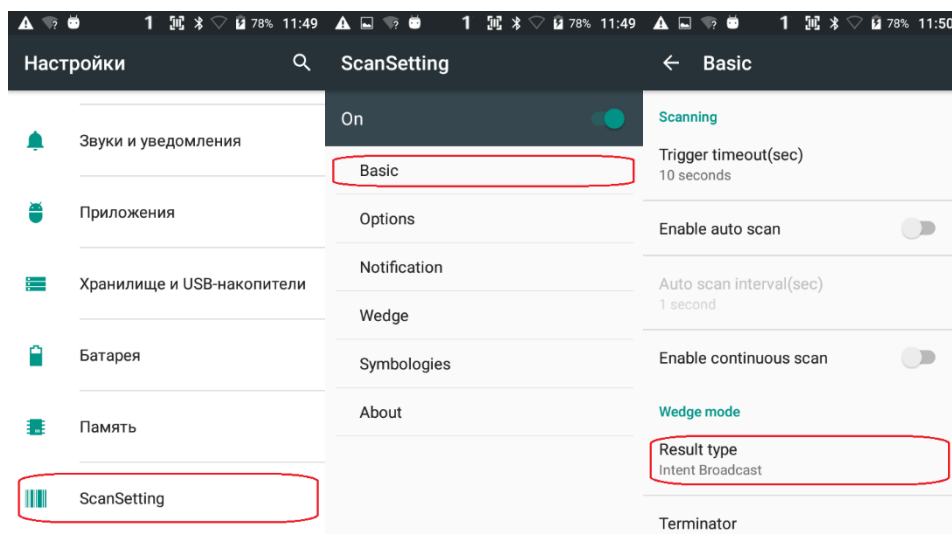 1 78% 11:49
Настройки
Звуки и уведомления
Приложения
Хранилище и USB-накопители
Батарея
Память
ScanSetting
1 78% 11:49
ScanSetting
On
Basic
Options
Notification
Wedge
Symbologies
About
1 78% 11:50
Basic
Scanning
Trigger timeout(sec)
10 seconds
Enable auto scan
Auto scan interval(sec)
1 second
Enable continuous scan
Wedge mode
Result type
Intent Broadcast
Terminator